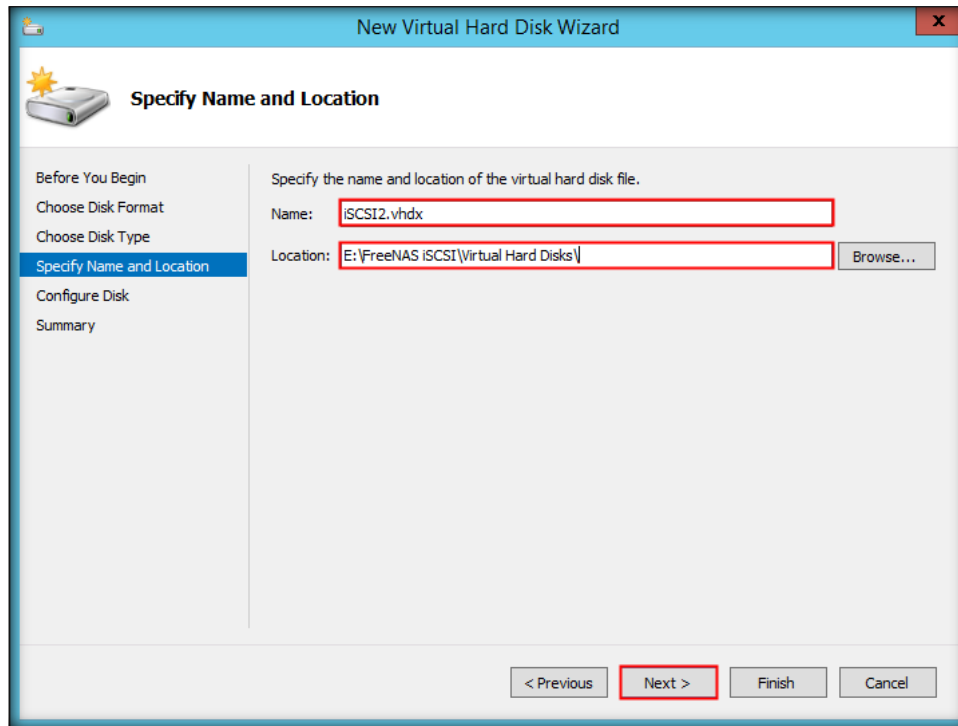 New Virtual Hard Disk Wizard
x
Specify Name and Location
Before You Begin
Choose Disk Format
Choose Disk Type
Specify Name and Location
Configure Disk
Summary
Specify the name and location of the virtual hard disk file.
Name: iSCSI2.vhdx
Location: E:\FreeNAS iSCSI\Virtual Hard Disks\ Browse...
< Previous Next > Finish Cancel